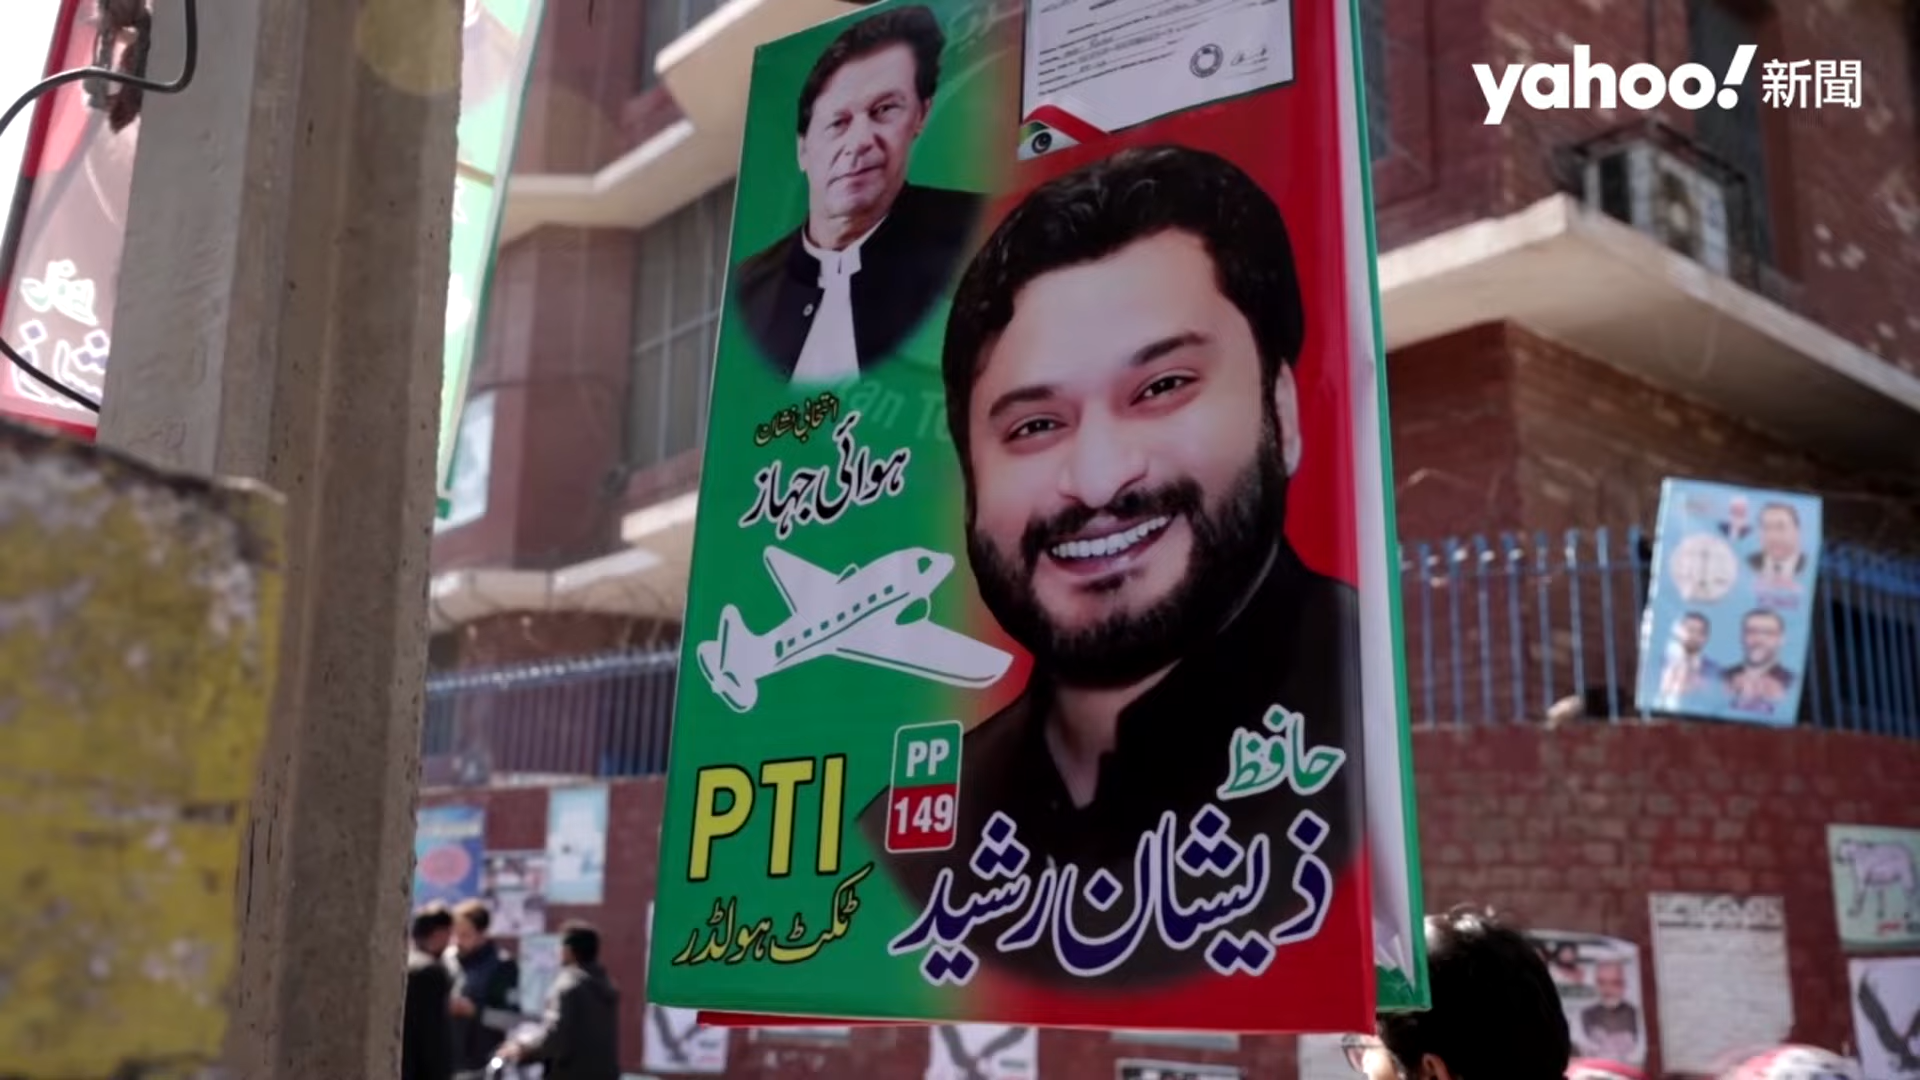 yahoo!新聞
انتخابی نشان
ہوائی جہاز
PP
149
PTI
ٹکٹ ہولڈر
حافظ
ذیشان رشید